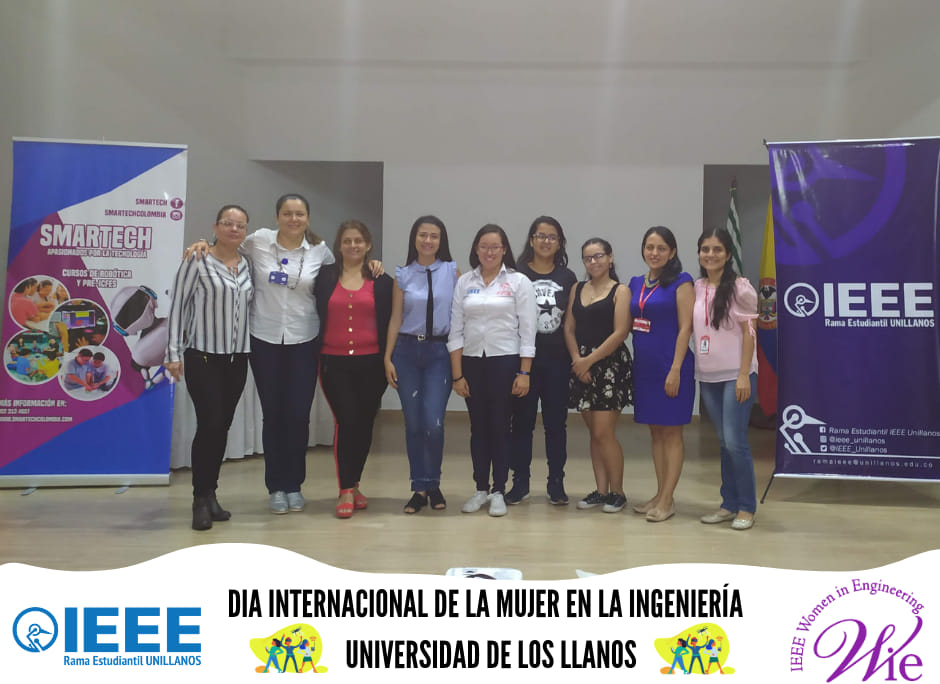 SMARTECH
SMARTECHCOLOMBIA
SMARTECH
APASIONADOS POR LA TECNOLOGÍA
CURSOS DE ROBÓTICA
Y PRE-ICFES
MÁS INFORMACIÓN EN:
IEEE
Rama Estudiantil UNILLANOS
Rama Estudiantil IEEE Unillanos
@ieee_unillanos
@IEEE_Unillanos
ramaieee@unillanos.edu.co
IEEE
Rama Estudiantil UNILLANOS
DIA INTERNACIONAL DE LA MUJER EN LA INGENIERÍA
UNIVERSIDAD DE LOS LLANOS
IEEE Women in Engineering
Wie